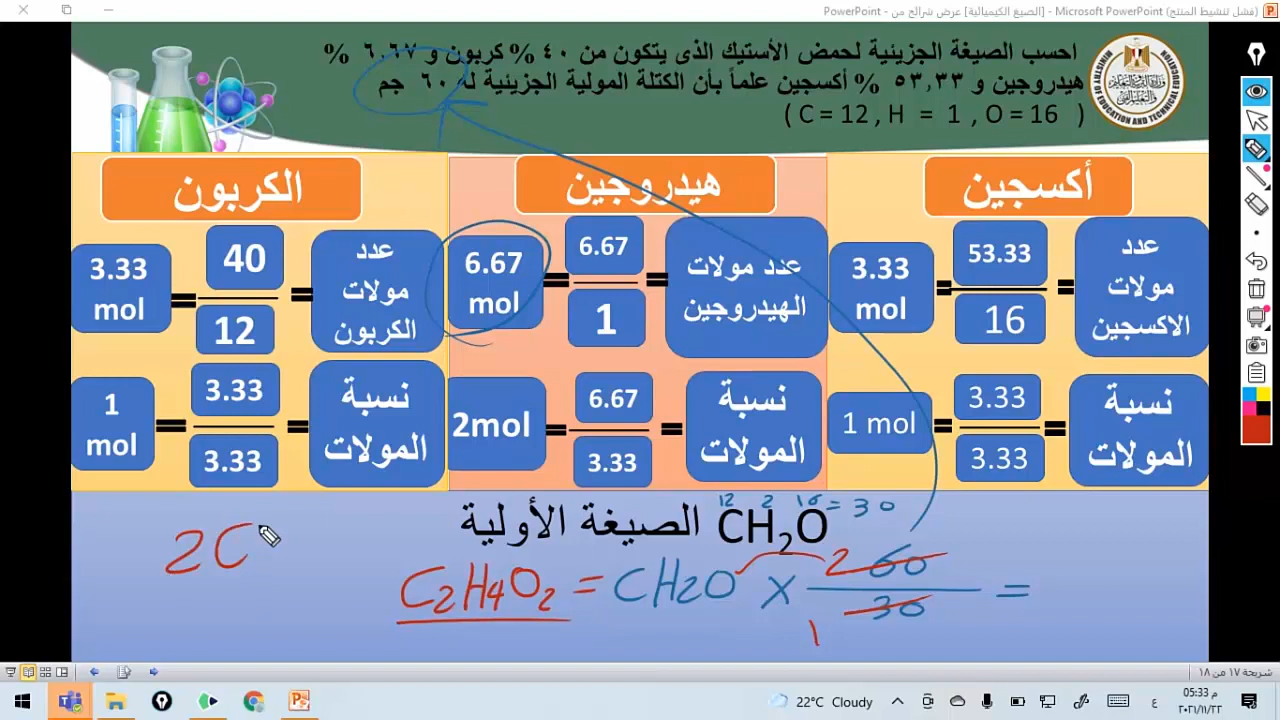 (فشل تنشيط المنتج) Microsoft PowerPoint - [الصيغ الكيميائية] عرض شرائح من - PowerPoint
احسب الصيغة الجزيئية لحمض الأستيك الذى يتكون من ٤٠ % كربون و ٦,٦٧ %
هيدروجين و ٥٣,٣٣ % أكسجين علماً بأن الكتلة المولية الجزيئية له ٦٠ جم
( C = 12 , H = 1 , O = 16 )
أكسجين
عدد مولات الاكسجين = 53.33 / 16 = 3.33 mol
نسبة المولات = 3.33 / 3.33 = 1 mol
هيدروجين
عدد مولات الهيدروجين = 6.67 / 1 = 6.67 mol
نسبة المولات = 6.67 / 3.33 = 2mol
الكربون
عدد مولات الكربون = 40 / 12 = 3.33 mol
نسبة المولات = 3.33 / 3.33 = 1 mol
12 2 16 = 30
CH2O الصيغة الأولية
2C
C2H4O2 = CH2O × 60 / 30 =
2
1
شريحة ١٧ من ١٨
22°C Cloudy
ع
05:33 م
٢٠٢١/١١/٢٢